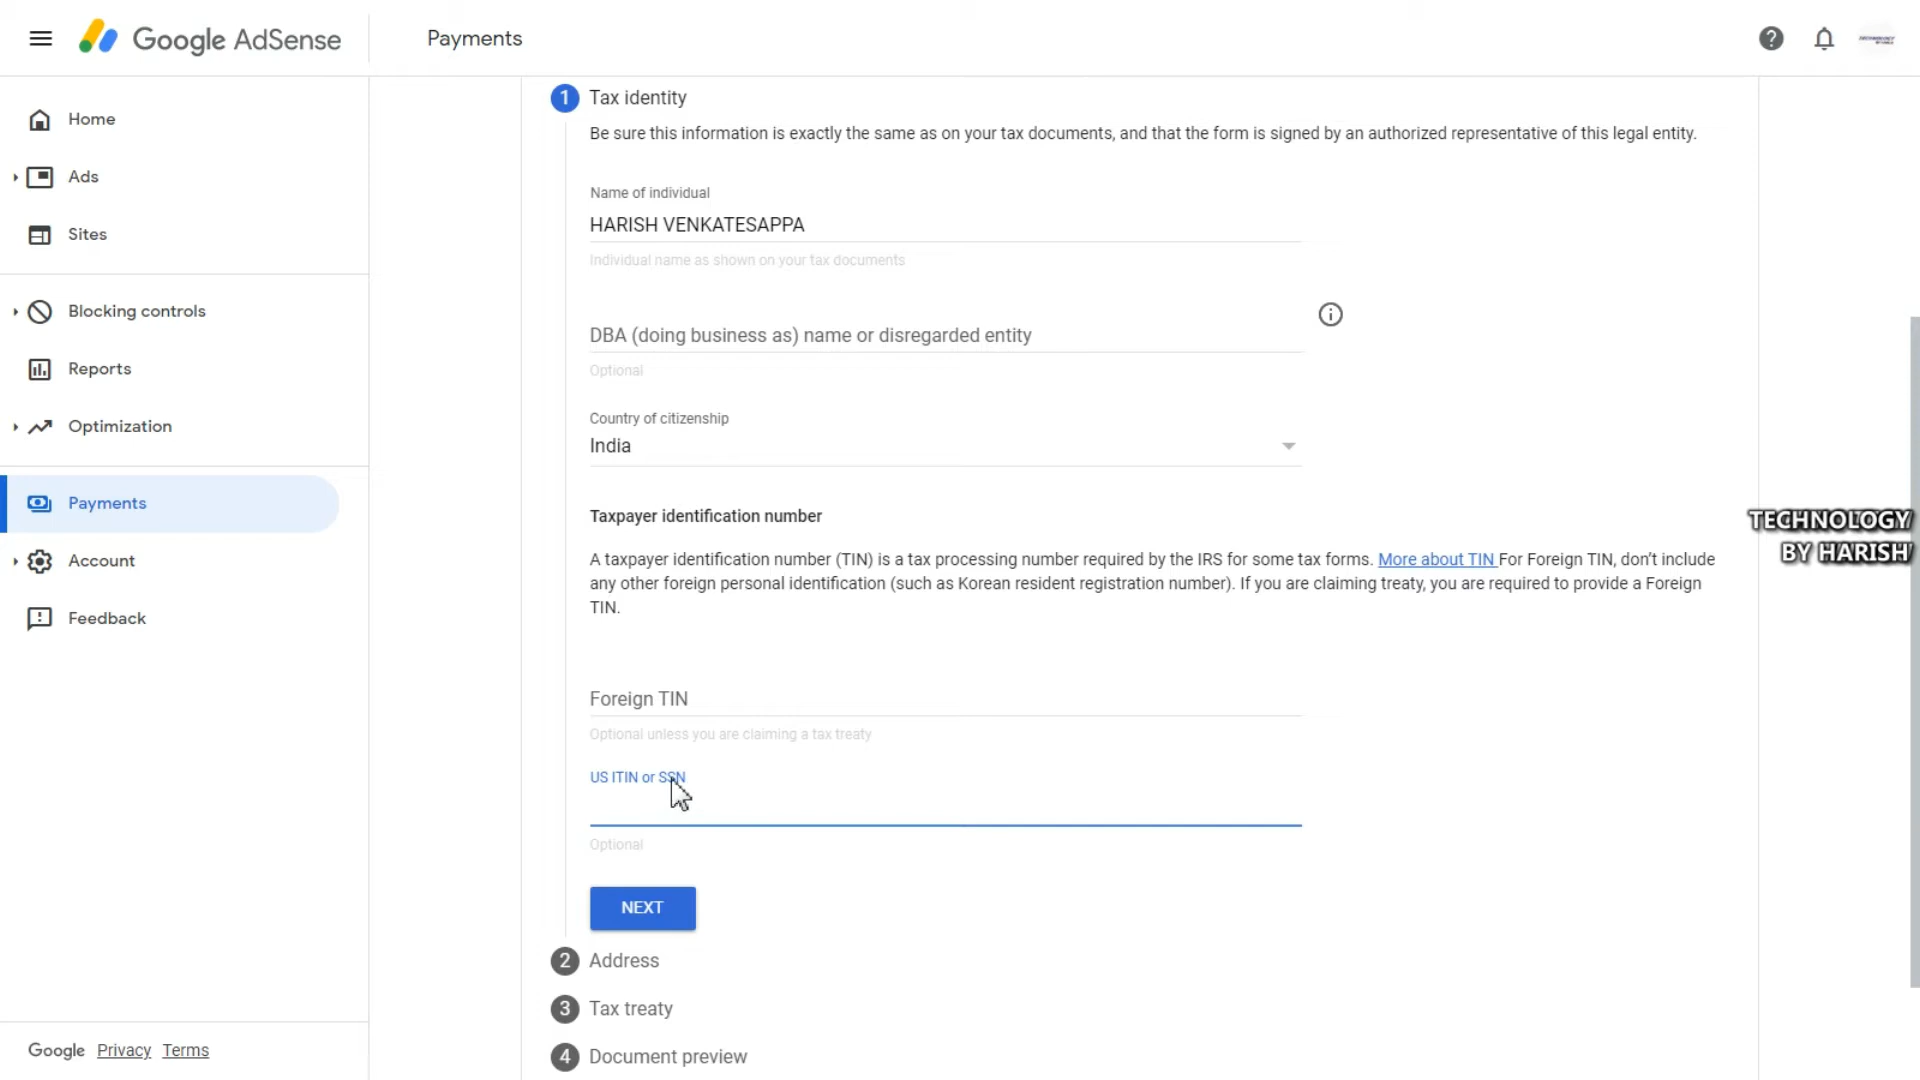 Google AdSense
Payments
Home
Ads
Sites
Blocking controls
Reports
Optimization
Payments
Account
Feedback
Google Privacy Terms
1 Tax identity
Be sure this information is exactly the same as on your tax documents, and that the form is signed by an authorized representative of this legal entity.
Name of individual
HARISH VENKATESAPPA
Individual name as shown on your tax documents
DBA (doing business as) name or disregarded entity
Optional
Country of citizenship
India
Taxpayer identification number
A taxpayer identification number (TIN) is a tax processing number required by the IRS for some tax forms. More about TIN For Foreign TIN, don’t include
any other foreign personal identification (such as Korean resident registration number). If you are claiming treaty, you are required to provide a Foreign
TIN.
Foreign TIN
Optional unless you are claiming a tax treaty
US ITIN or SSN
Optional
NEXT
2 Address
3 Tax treaty
4 Document preview
TECHNOLOGY
BY HARISH